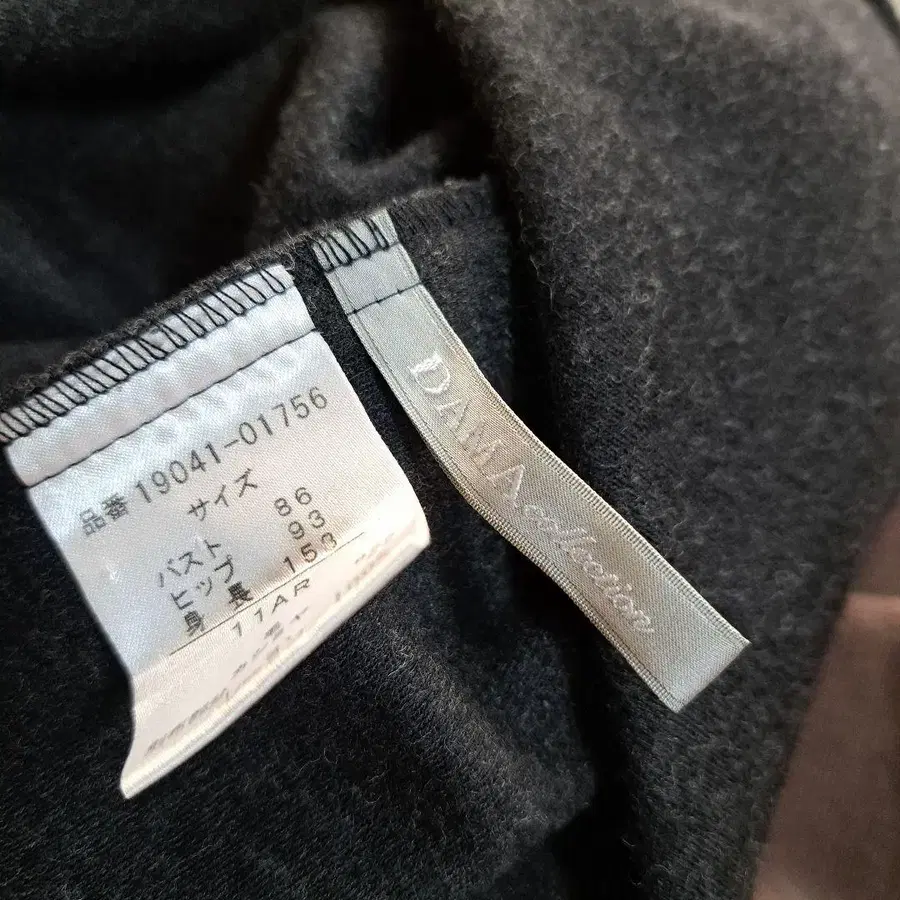 品番 19041-01756
サイズ
バスト 86
ヒップ 93
身長 158
11AR
DAMA collection